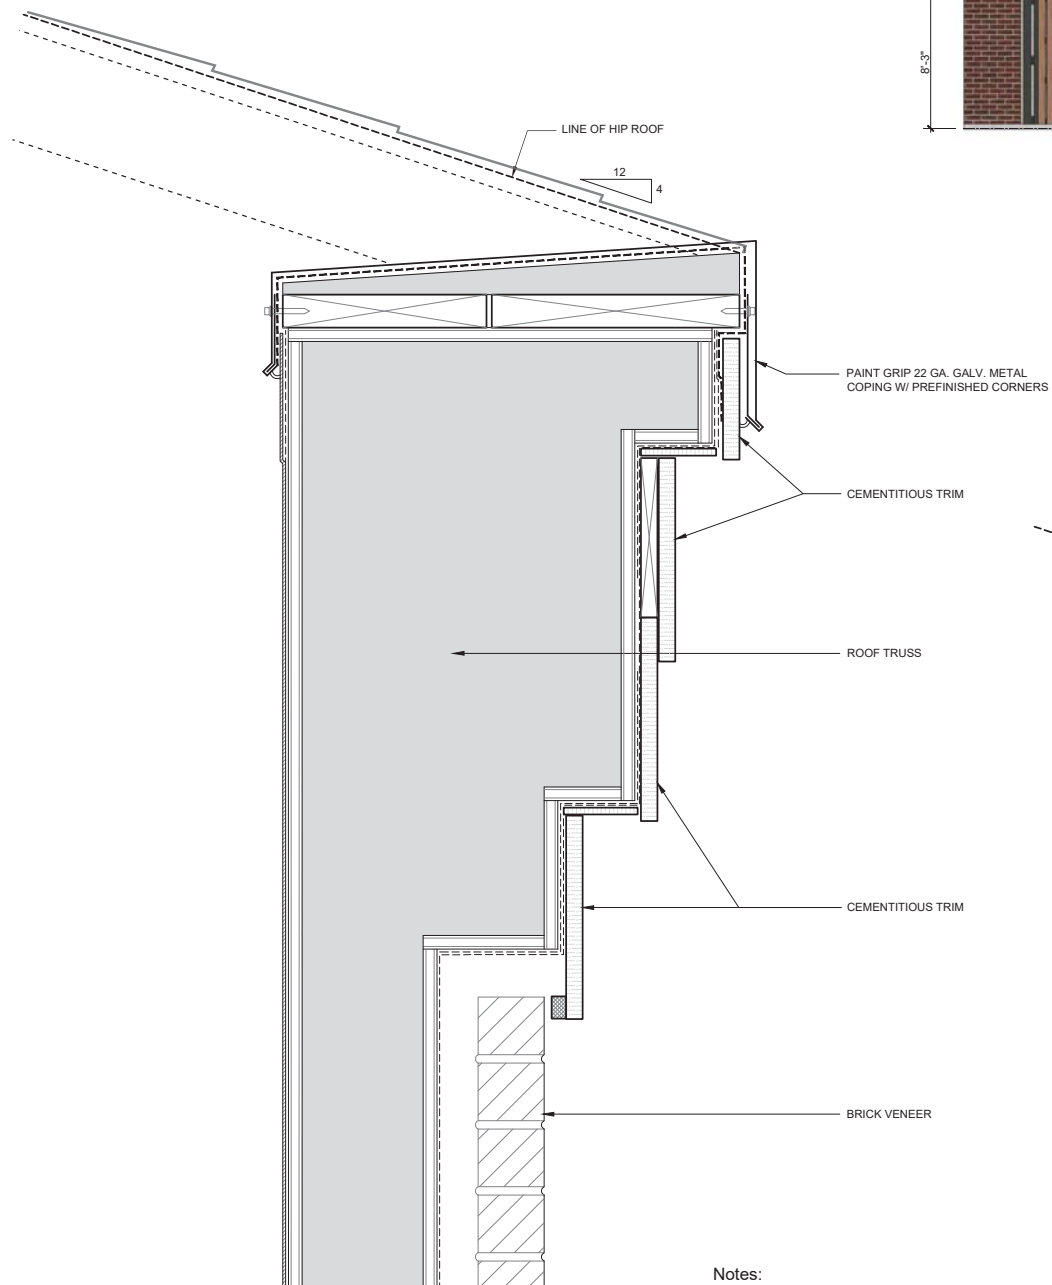 8'-3"
LINE OF HIP ROOF
12
4
PAINT GRIP 22 GA. GALV. METAL
COPING W/ PREFINISHED CORNERS
CEMENTITIOUS TRIM
ROOF TRUSS
CEMENTITIOUS TRIM
BRICK VENEER
Notes: